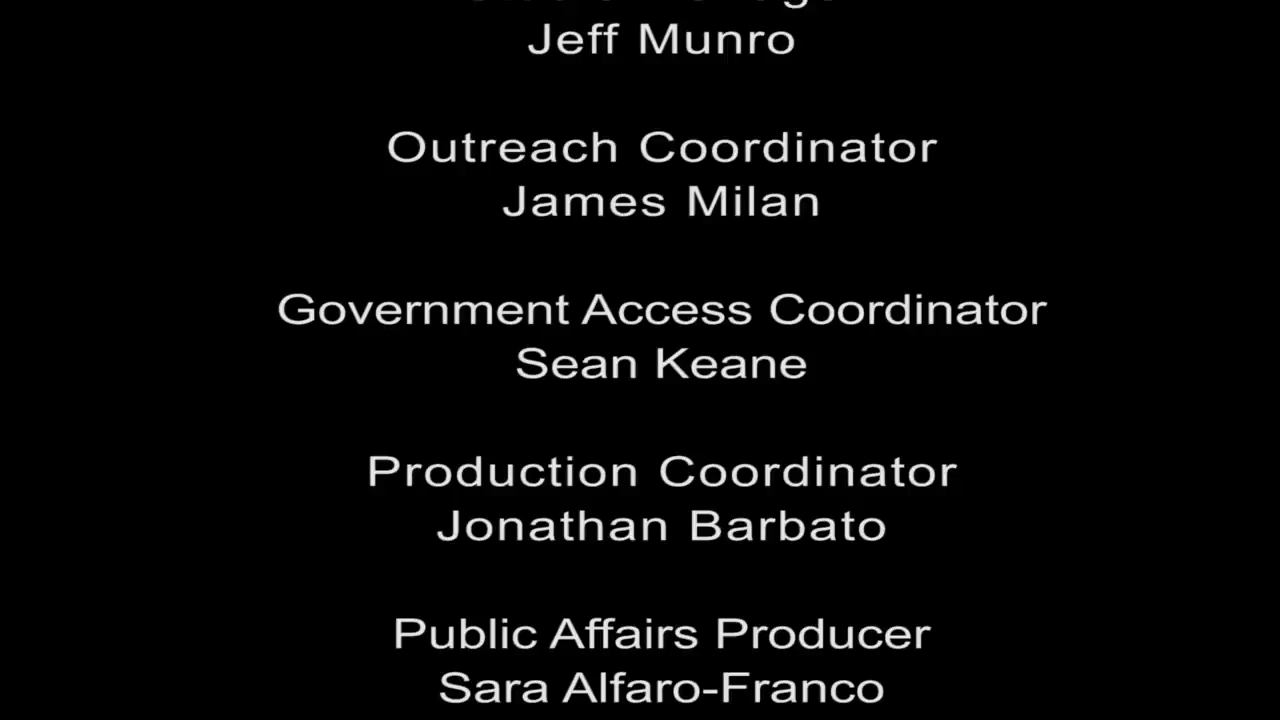 Jeff Munro
Outreach Coordinator
James Milan
Government Access Coordinator
Sean Keane
Production Coordinator
Jonathan Barbato
Public Affairs Producer
Sara Alfaro-Franco